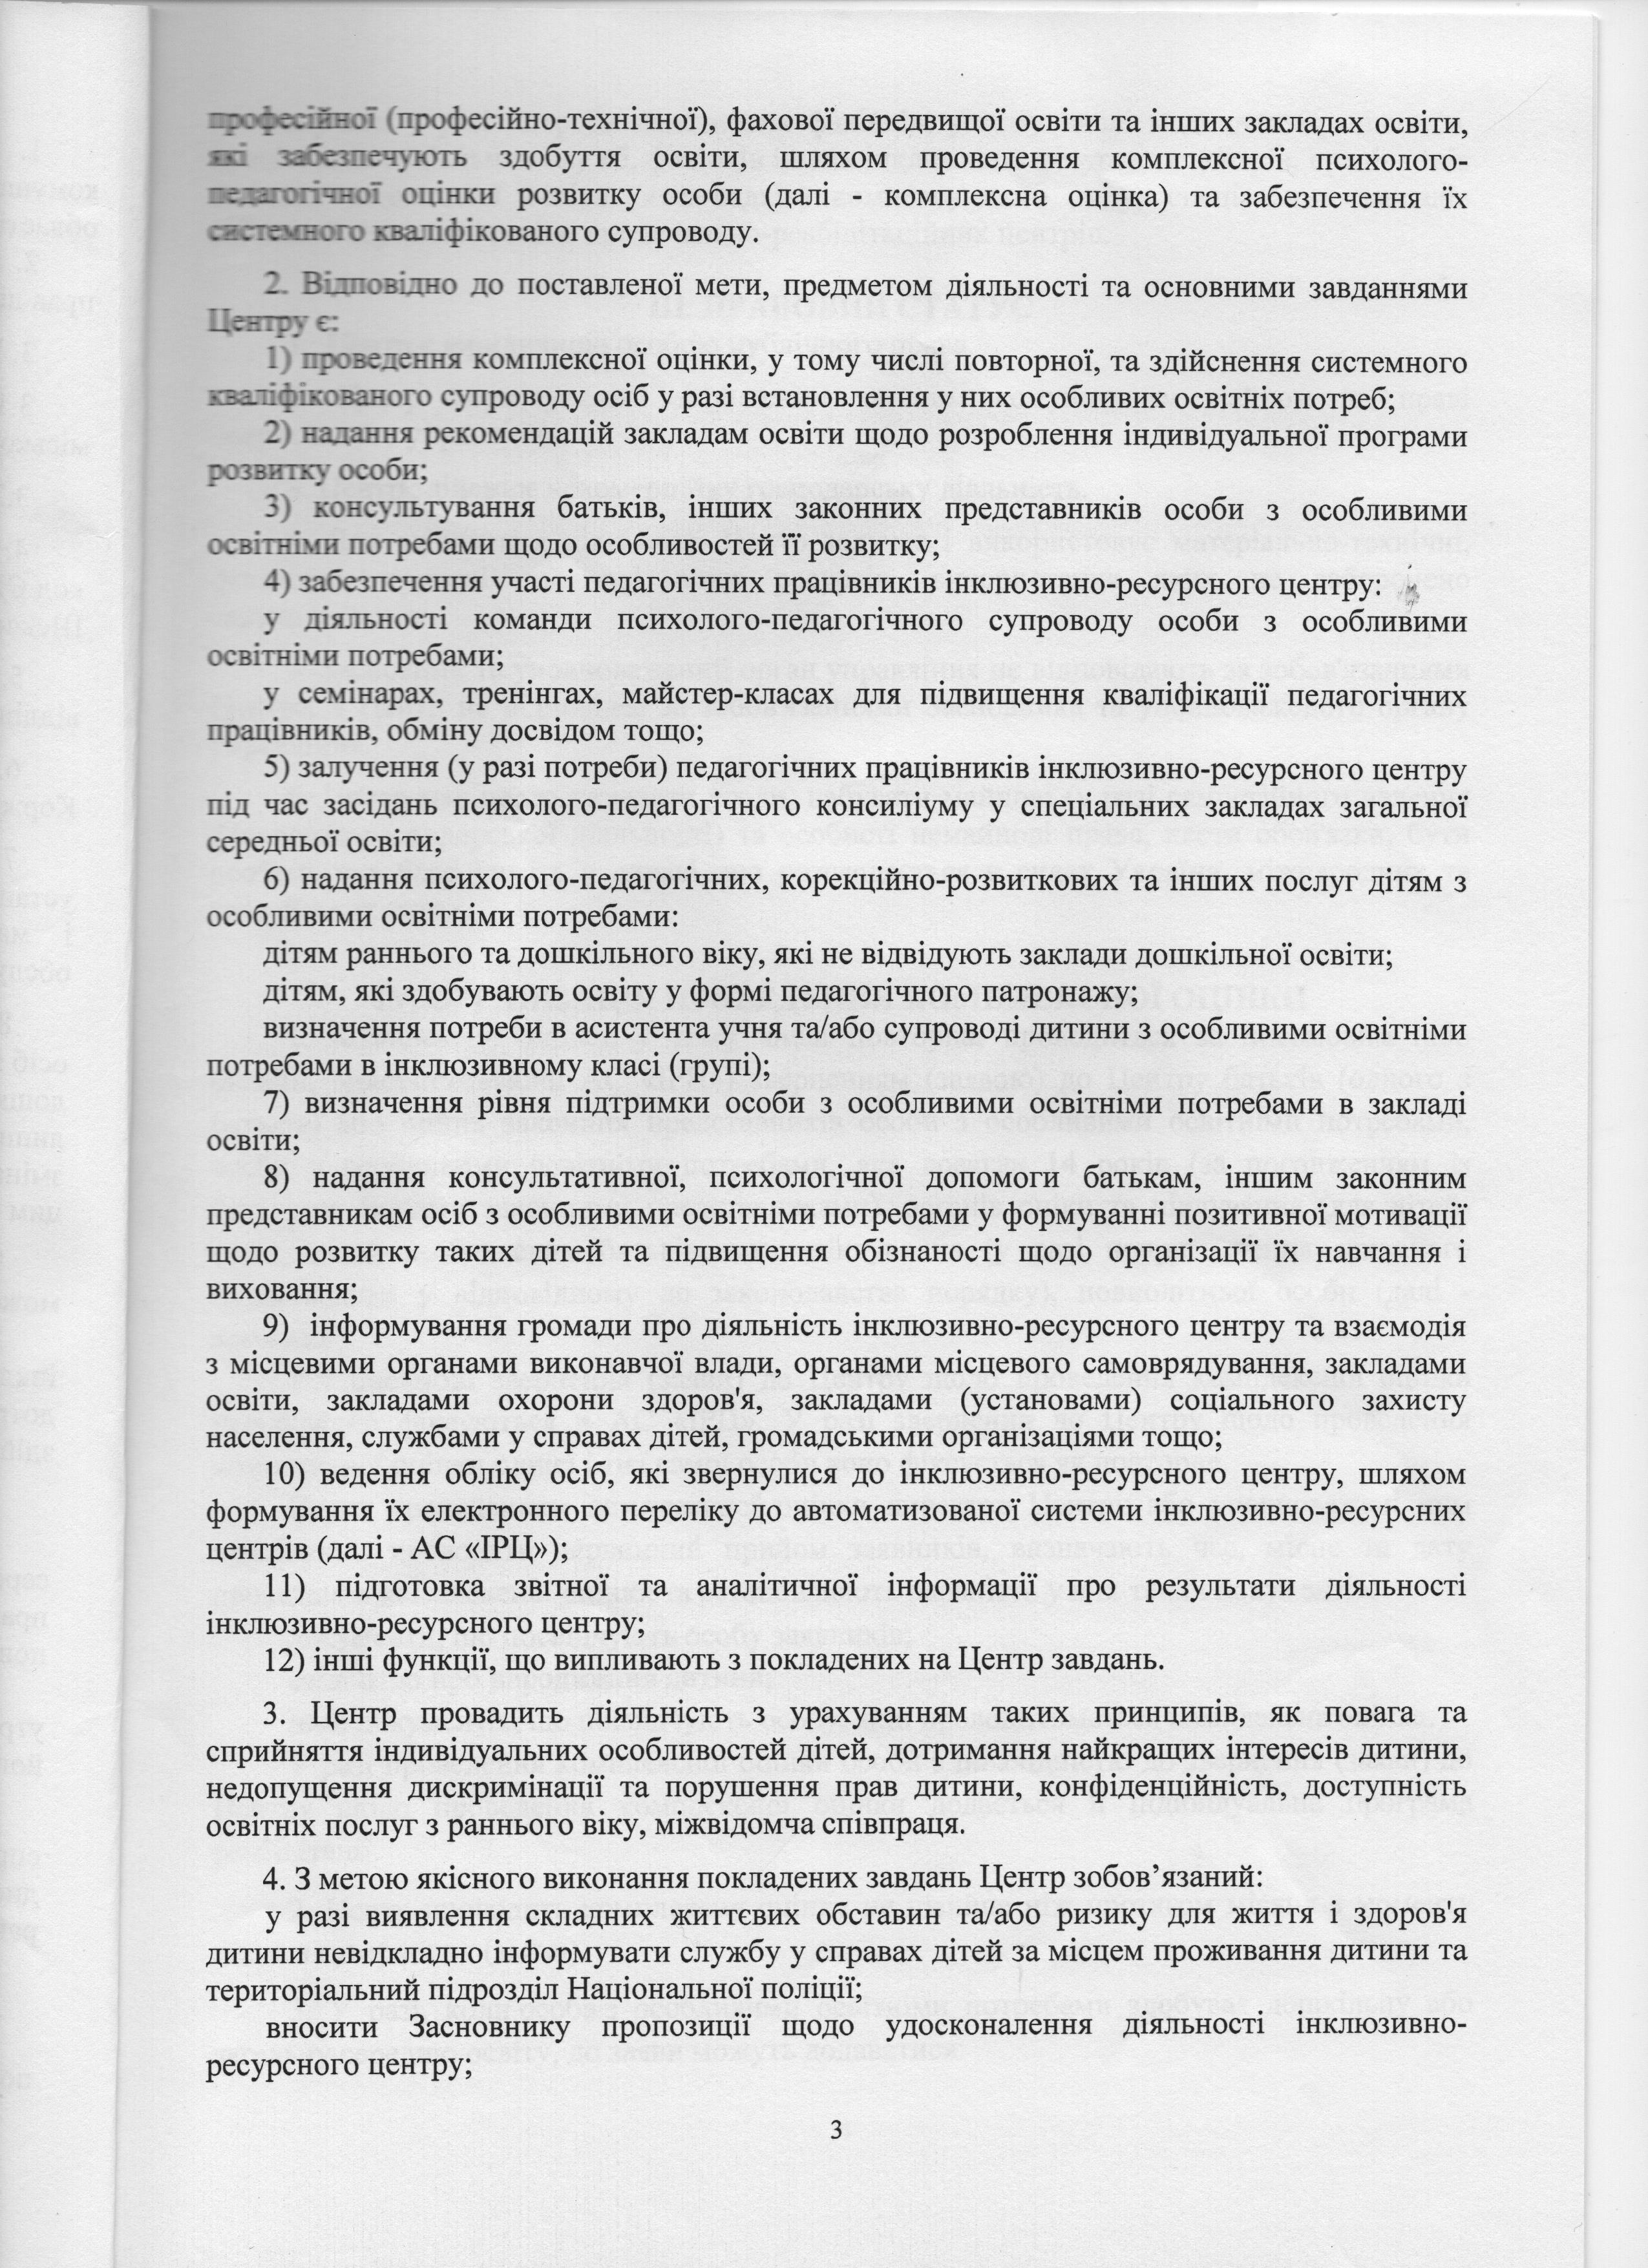 професійної (професійно-технічної), фахової передвищої освіти та інших закладах освіти,
які забезпечують здобуття освіти, шляхом проведення комплексної психолого-
педагогічної оцінки розвитку особи (далі - комплексна оцінка) та забезпечення їх
системного кваліфікованого супроводу.
2. Відповідно до поставленої мети, предметом діяльності та основними завданнями
Центру є:
1) проведення комплексної оцінки, у тому числі повторної, та здійснення системного
кваліфікованого супроводу осіб у разі встановлення у них особливих освітніх потреб;
2) надання рекомендацій закладам освіти щодо розроблення індивідуальної програми
розвитку особи;
3) консультування батьків, інших законних представників особи з особливими
освітніми потребами щодо особливостей її розвитку;
4) забезпечення участі педагогічних працівників інклюзивно-ресурсного центру:
у діяльності команди психолого-педагогічного супроводу особи з особливими
освітніми потребами;
у семінарах, тренінгах, майстер-класах для підвищення кваліфікації педагогічних
працівників, обміну досвідом тощо;
5) залучення (у разі потреби) педагогічних працівників інклюзивно-ресурсного центру
під час засідань психолого-педагогічного консиліуму у спеціальних закладах загальної
середньої освіти;
6) надання психолого-педагогічних, корекційно-розвиткових та інших послуг дітям з
особливими освітніми потребами:
дітям раннього та дошкільного віку, які не відвідують заклади дошкільної освіти;
дітям, які здобувають освіту у формі педагогічного патронажу;
визначення потреби в асистента учня та/або супроводі дитини з особливими освітніми
потребами в інклюзивному класі (групі);
7) визначення рівня підтримки особи з особливими освітніми потребами в закладі
освіти;
8) надання консультативної, психологічної допомоги батькам, іншим законним
представникам осіб з особливими освітніми потребами у формуванні позитивної мотивації
щодо розвитку таких дітей та підвищення обізнаності щодо організації їх навчання і
виховання;
9) інформування громади про діяльність інклюзивно-ресурсного центру та взаємодія
з місцевими органами виконавчої влади, органами місцевого самоврядування, закладами
освіти, закладами охорони здоров'я, закладами (установами) соціального захисту
населення, службами у справах дітей, громадськими організаціями тощо;
10) ведення обліку осіб, які звернулися до інклюзивно-ресурсного центру, шляхом
формування їх електронного переліку до автоматизованої системи інклюзивно-ресурсних
центрів (далі - АС «ІРЦ»);
11) підготовка звітної та аналітичної інформації про результати діяльності
інклюзивно-ресурсного центру;
12) інші функції, що випливають з покладених на Центр завдань.
3. Центр провадить діяльність з урахуванням таких принципів, як повага та
сприйняття індивідуальних особливостей дітей, дотримання найкращих інтересів дитини,
недопущення дискримінації та порушення прав дитини, конфіденційність, доступність
освітніх послуг з раннього віку, міжвідомча співпраця.
4. З метою якісного виконання покладених завдань Центр зобов’язаний:
у разі виявлення складних життєвих обставин та/або ризику для життя і здоров'я
дитини невідкладно інформувати службу у справах дітей за місцем проживання дитини та
територіальний підрозділ Національної поліції;
вносити Засновнику пропозиції щодо удосконалення діяльності інклюзивно-
ресурсного центру;
3